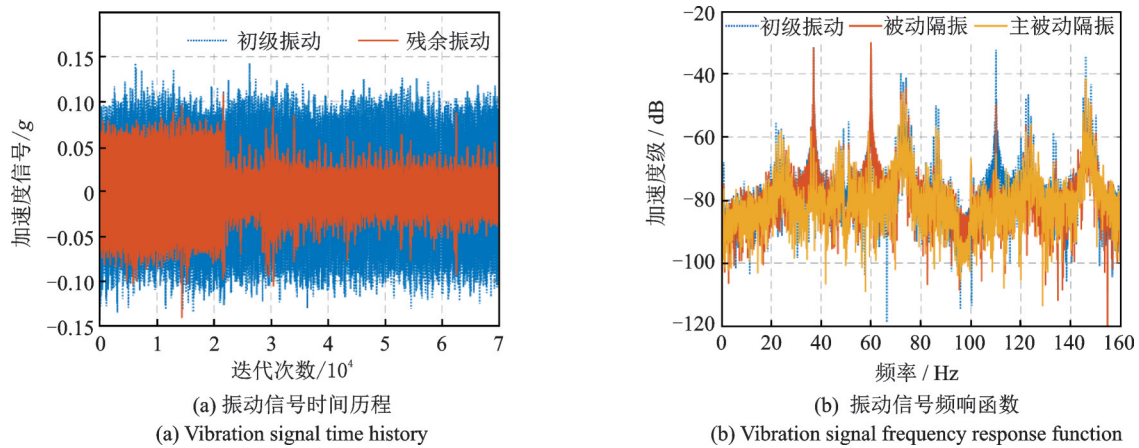 初级振动 残余振动
0.15
0.10
0.05
0
−0.05
−0.10
−0.15
加速度信号/g
0 1 2 3 4 5 6 7
迭代次数/10⁴
(a) 振动信号时间历程
(a) Vibration signal time history
初级振动 被动隔振 主被动隔振
−20
−40
−60
−80
−100
−120
加速度级 / dB
0 20 40 60 80 100 120 140 160
频率 / Hz
(b) 振动信号频响函数
(b) Vibration signal frequency response function